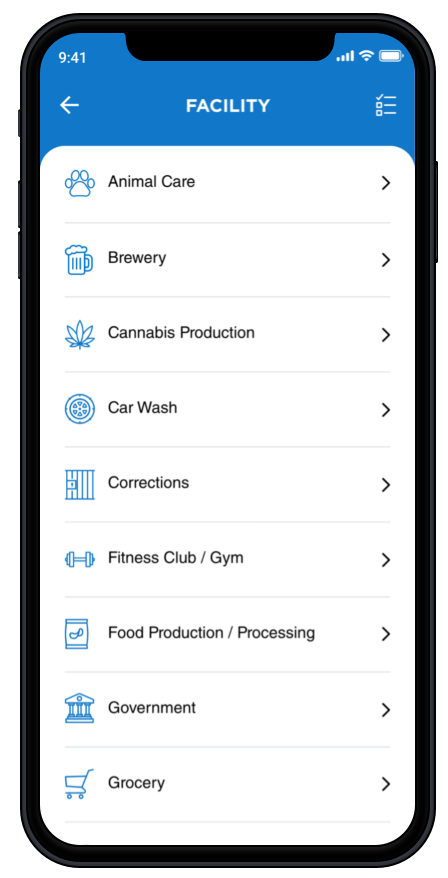 9:41
FACILITY
Animal Care
Brewery
Cannabis Production
Car Wash
Corrections
Fitness Club / Gym
Food Production / Processing
Government
Grocery